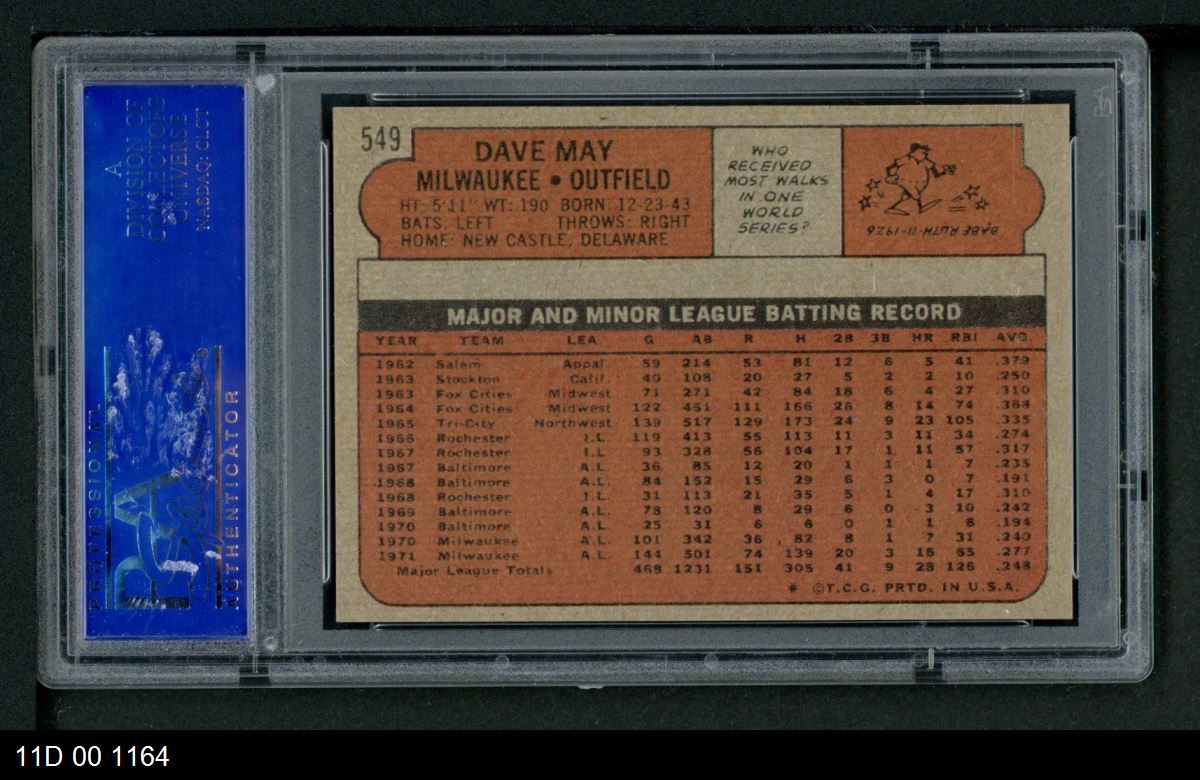 A
DIVISION OF
COLLECTORS
UNIVERSE
NASDAQ: CLCT
PROFESSIONAL
PSA
AUTHENTICATOR
549
DAVE MAY
MILWAUKEE • OUTFIELD
HT: 5'11" WT: 190 BORN: 12-23-43
BATS: LEFT THROWS: RIGHT
HOME: NEW CASTLE, DELAWARE
WHO
RECEIVED
MOST WALKS
IN ONE
WORLD
SERIES?
BABE RUTH-11-1926
MAJOR AND MINOR LEAGUE BATTING RECORD
YEAR TEAM LEA G AB R H 2B 3B HR RBI AVG
1962 Salem Appal 59 214 53 81 12 6 5 41 .379
1963 Stockton Calif. 40 108 20 27 5 2 2 10 .250
1963 Fox Cities Midwest 71 271 42 84 18 6 4 27 .310
1964 Fox Cities Midwest 122 451 111 166 26 8 14 74 .368
1965 Tri-City Northwest 139 517 129 173 24 9 23 105 .335
1966 Rochester I.L. 119 413 55 113 11 3 11 34 .274
1967 Rochester I.L. 93 328 56 104 17 1 11 57 .317
1967 Baltimore A.L. 36 85 12 20 1 1 1 7 .235
1968 Baltimore A.L. 84 152 15 29 6 3 0 7 .191
1968 Rochester I.L. 31 113 21 35 5 1 4 17 .310
1969 Baltimore A.L. 78 120 8 29 6 0 3 10 .242
1970 Baltimore A.L. 25 31 6 6 0 1 1 8 .194
1970 Milwaukee A.L. 101 342 36 82 8 1 7 31 .240
1971 Milwaukee A.L. 144 501 74 139 20 3 16 65 .277
Major League Totals 468 1231 151 305 41 9 28 128 .248
* ©T.C.G. PRTD. IN U.S.A.
11D 00 1164